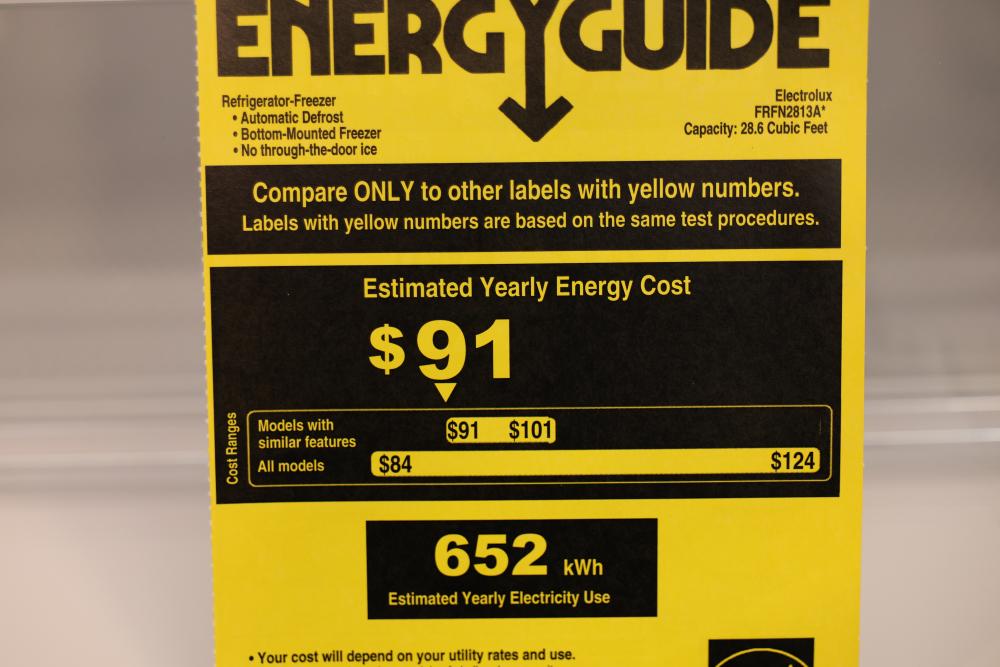 ENERGYGUIDE
Refrigerator-Freezer
• Automatic Defrost
• Bottom-Mounted Freezer
• No through-the-door ice
Electrolux
FRFN2813A*
Capacity: 28.6 Cubic Feet
Compare ONLY to other labels with yellow numbers.
Labels with yellow numbers are based on the same test procedures.
Estimated Yearly Energy Cost
$91
Cost Ranges
Models with
similar features
$91 $101
All models
$84 $124
652 kWh
Estimated Yearly Electricity Use
• Your cost will depend on your utility rates and use.